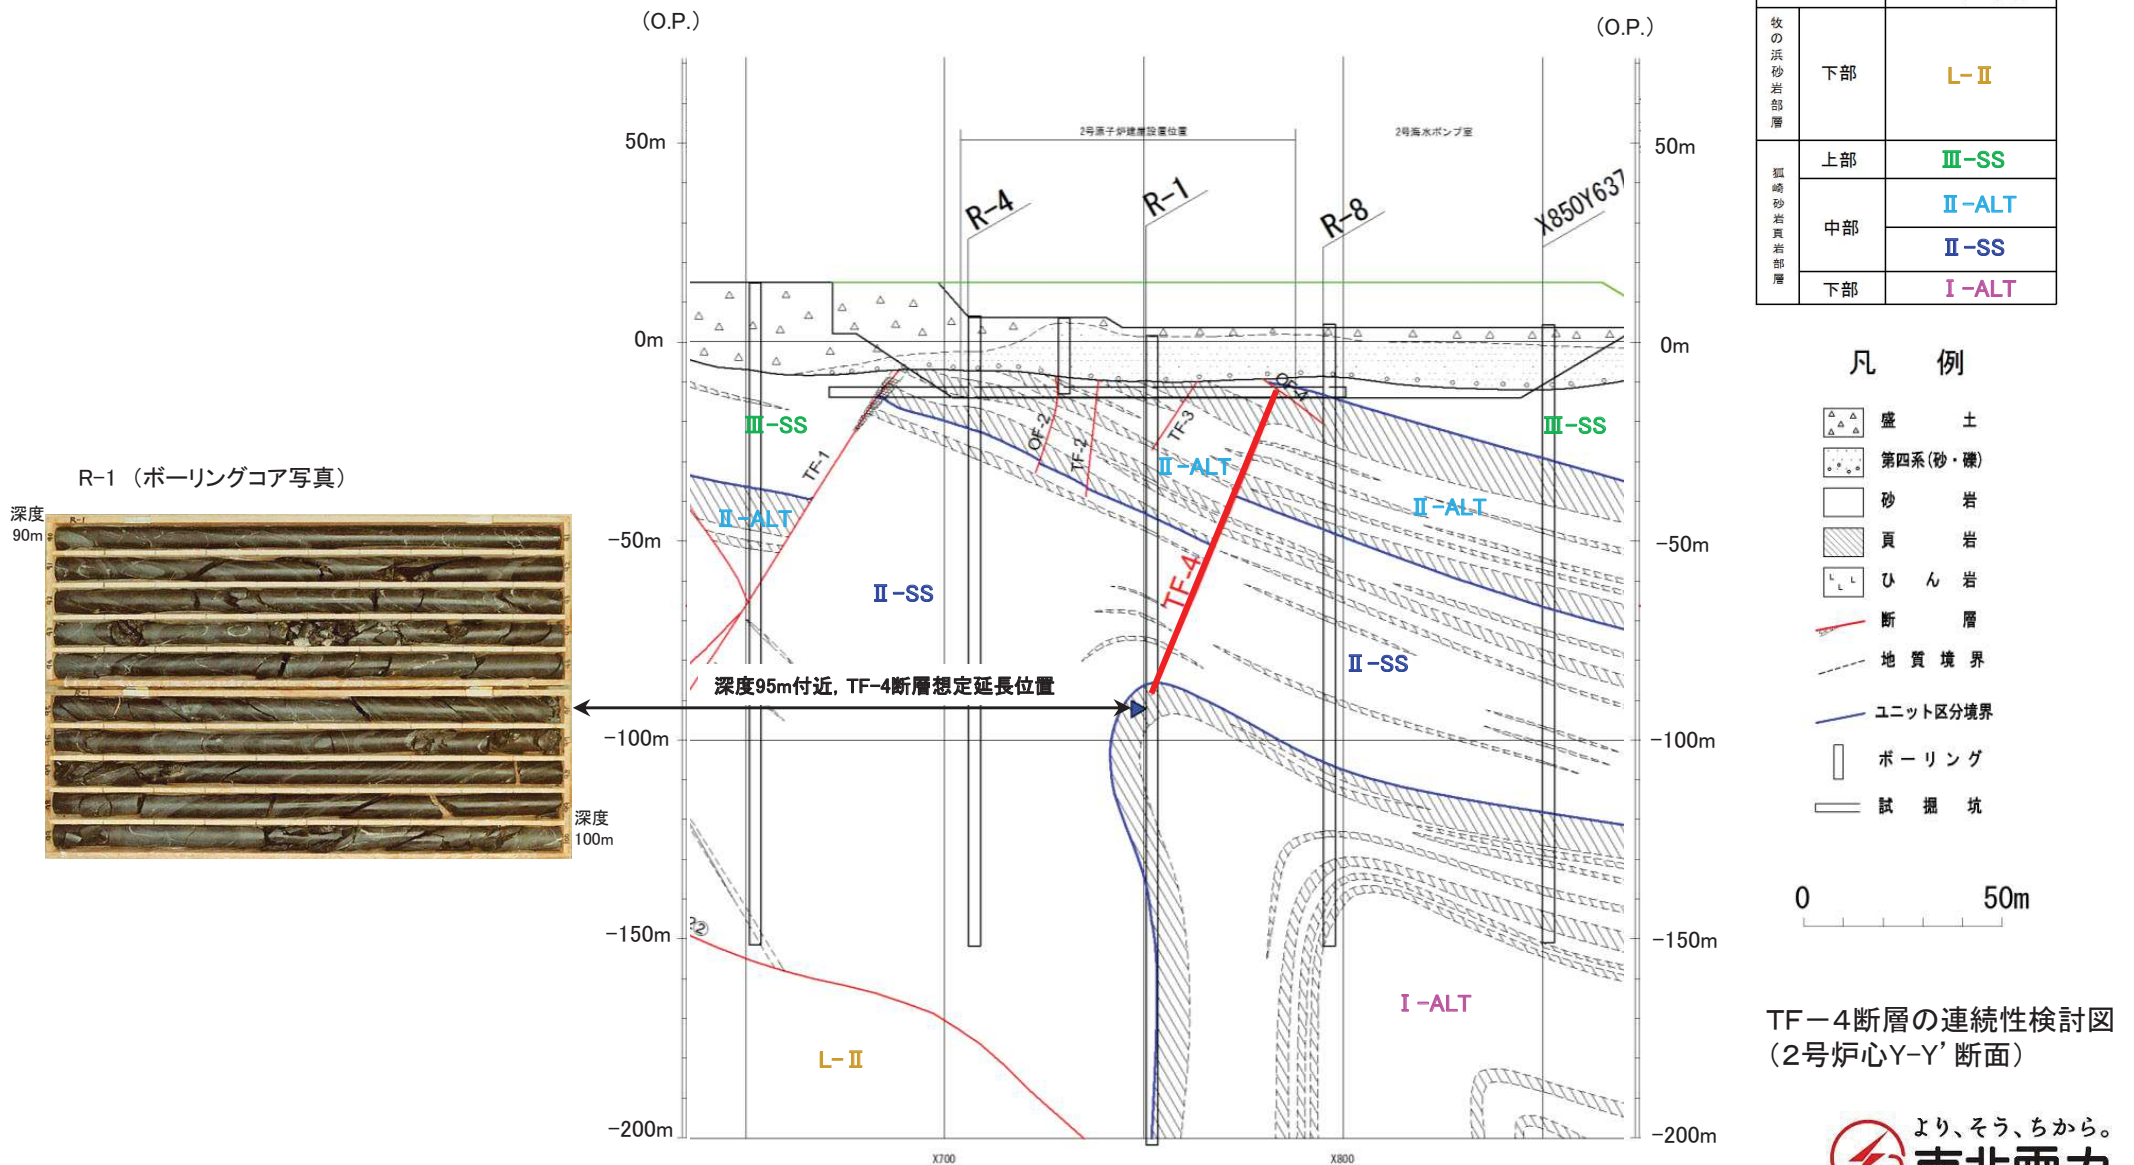 (O.P.)
(O.P.)
50m
0m
-50m
-100m
-150m
-200m
50m
0m
-50m
-100m
-150m
-200m
2号原子炉建屋設置位置
2号海水ポンプ室
R-4
R-1
R-8
X850Y637
III-SS
III-SS
OF-4
OF-2
TF-2
TF-3
TF-1
II-ALT
II-ALT
II-ALT
TF-4
II-SS
II-SS
深度95m付近, TF-4断層想定延長位置
②
I-ALT
L-II
X700
X800
R-1 (ボーリングコア写真)
深度
90m
R-1
深度
100m
牧の浜砂岩部層
下部
L-II
狐崎砂岩頁岩部層
上部
III-SS
中部
II-ALT
II-SS
下部
I-ALT
凡例
盛土
第四系(砂・礫)
砂岩
頁岩
ひん岩
断層
地質境界
ユニット区分境界
ボーリング
試掘坑
0 50m
TF-4断層の連続性検討図
(2号炉心Y-Y'断面)
より、そう、ちから。
東北電力